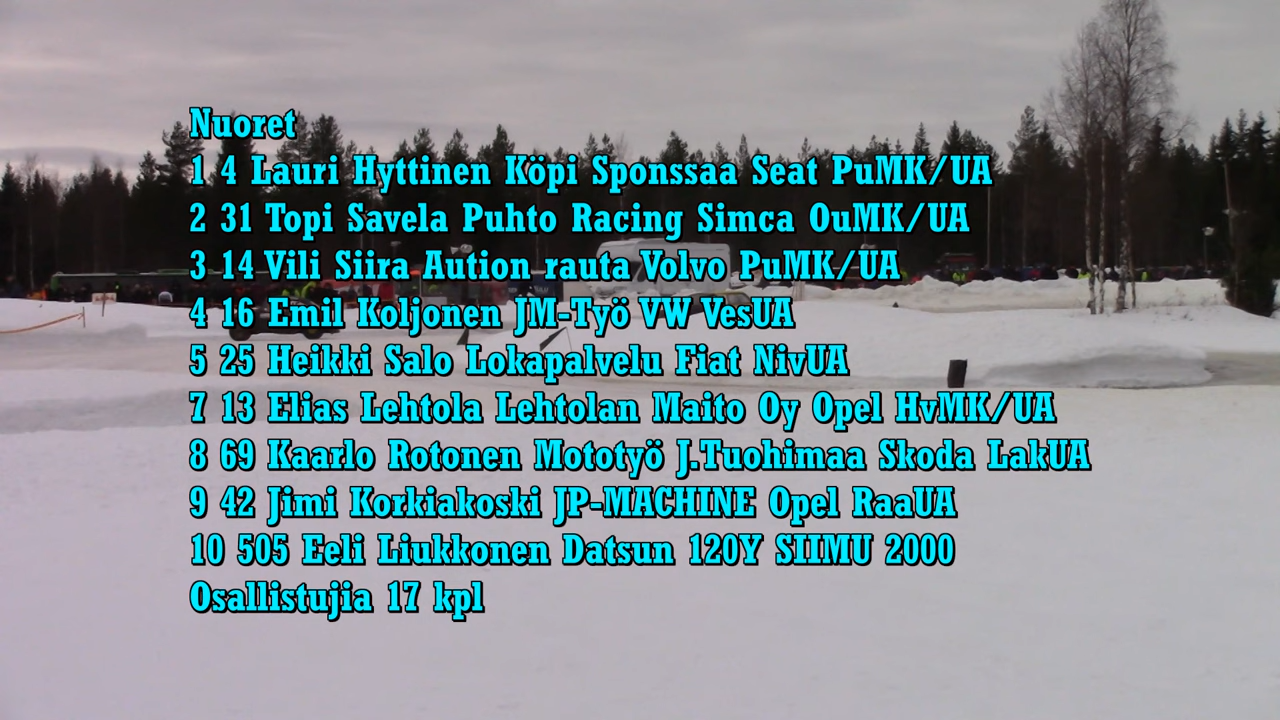 Nuoret
1 4 Lauri Hyttinen Köpi Sponssaa Seat PuMK/UA
2 31 Topi Savela Puhto Racing Simca OuMK/UA
3 14 Vili Siira Aution rauta Volvo PuMK/UA
4 16 Emil Koljonen JM-Työ VW VesUA
5 25 Heikki Salo Lokapalvelu Fiat NivUA
7 13 Elias Lehtola Lehtolan Maito Oy Opel HvMK/UA
8 69 Kaarlo Rotonen Mototyö J.Tuohimaa Skoda LakUA
9 42 Jimi Korkiakoski JP-MACHINE Opel RaaUA
10 505 Eeli Liukkonen Datsun 120Y SIIMU 2000
Osallistujia 17 kpl